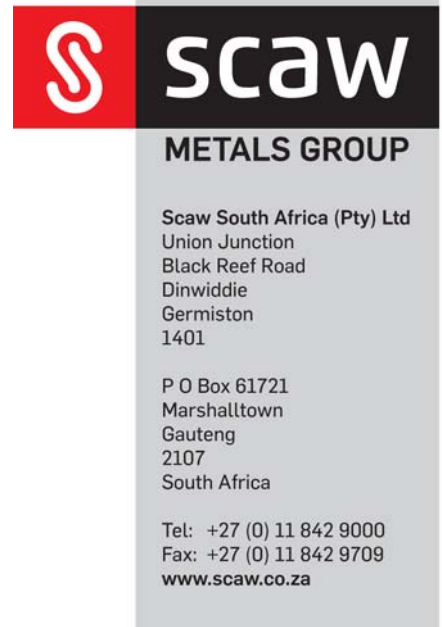 scaw
METALS GROUP
Scaw South Africa (Pty) Ltd
Union Junction
Black Reef Road
Dinwiddie
Germiston
1401
P O Box 61721
Marshalltown
Gauteng
2107
South Africa
Tel: +27 (0) 11 842 9000
Fax: +27 (0) 11 842 9709
www.scaw.co.za